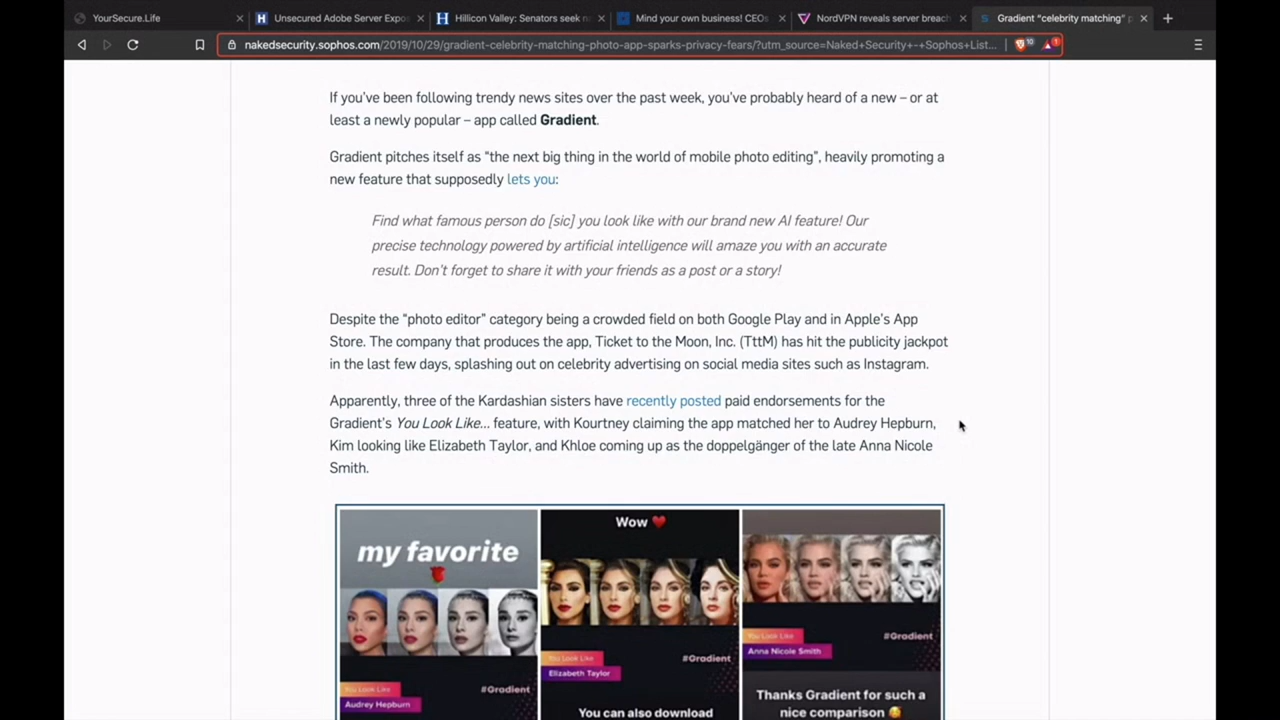 YourSecure.Life
Unsecured Adobe Server Expo
Hillicon Valley: Senators seek n
Mind your own business! CEOs
NordVPN reveals server breach
Gradient “celebrity matching” p
nakedsecurity.sophos.com/2019/10/29/gradient-celebrity-matching-photo-app-sparks-privacy-fears/?utm_source=Naked+Security+-+Sophos+List...
10
1
If you’ve been following trendy news sites over the past week, you’ve probably heard of a new – or at
least a newly popular – app called Gradient.
Gradient pitches itself as “the next big thing in the world of mobile photo editing”, heavily promoting a
new feature that supposedly lets you:
Find what famous person do [sic] you look like with our brand new AI feature! Our
precise technology powered by artificial intelligence will amaze you with an accurate
result. Don’t forget to share it with your friends as a post or a story!
Despite the “photo editor” category being a crowded field on both Google Play and in Apple’s App
Store. The company that produces the app, Ticket to the Moon, Inc. (TttM) has hit the publicity jackpot
in the last few days, splashing out on celebrity advertising on social media sites such as Instagram.
Apparently, three of the Kardashian sisters have recently posted paid endorsements for the
Gradient’s You Look Like... feature, with Kourtney claiming the app matched her to Audrey Hepburn,
Kim looking like Elizabeth Taylor, and Khloe coming up as the doppelgänger of the late Anna Nicole
Smith.
my favorite
You Look Like
#Gradient
Audrey Hepburn
Wow
You Look Like
#Gradient
Elizabeth Taylor
You can also download
You Look Like
#Gradient
Anna Nicole Smith
Thanks Gradient for such a
nice comparison